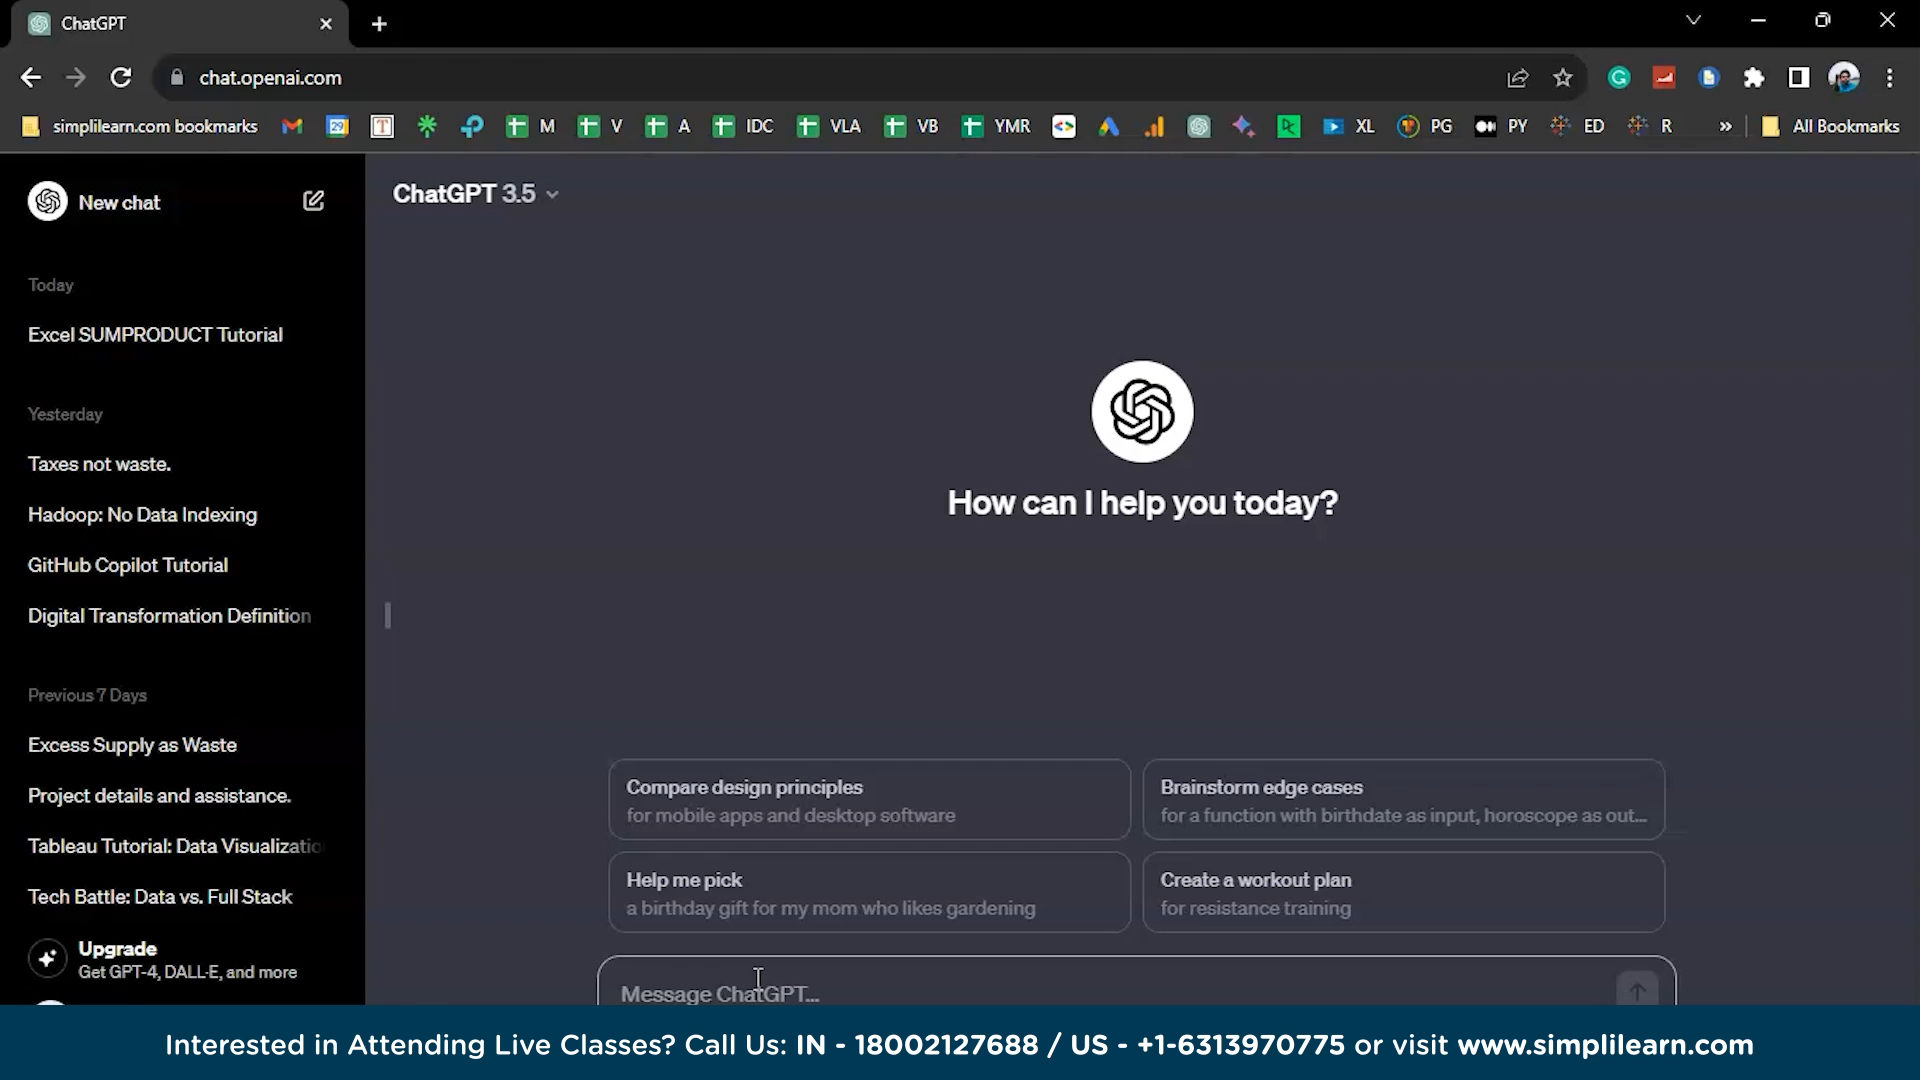 ChatGPT
chat.openai.com
simplilearn.com bookmarks
29
T
M
V
A
IDC
VLA
VB
YMR
XL
PG
PY
ED
R
»
All Bookmarks
New chat
ChatGPT 3.5
Today
Excel SUMPRODUCT Tutorial
Yesterday
Taxes not waste.
Hadoop: No Data Indexing
GitHub Copilot Tutorial
Digital Transformation Definition
Previous 7 Days
Excess Supply as Waste
Project details and assistance.
Tableau Tutorial: Data Visualizatio
Tech Battle: Data vs. Full Stack
Upgrade
Get GPT-4, DALL·E, and more
How can I help you today?
Compare design principles
for mobile apps and desktop software
Brainstorm edge cases
for a function with birthdate as input, horoscope as out...
Help me pick
a birthday gift for my mom who likes gardening
Create a workout plan
for resistance training
Message ChatGPT...
Interested in Attending Live Classes? Call Us: IN - 18002127688 / US - +1-6313970775 or visit www.simplilearn.com